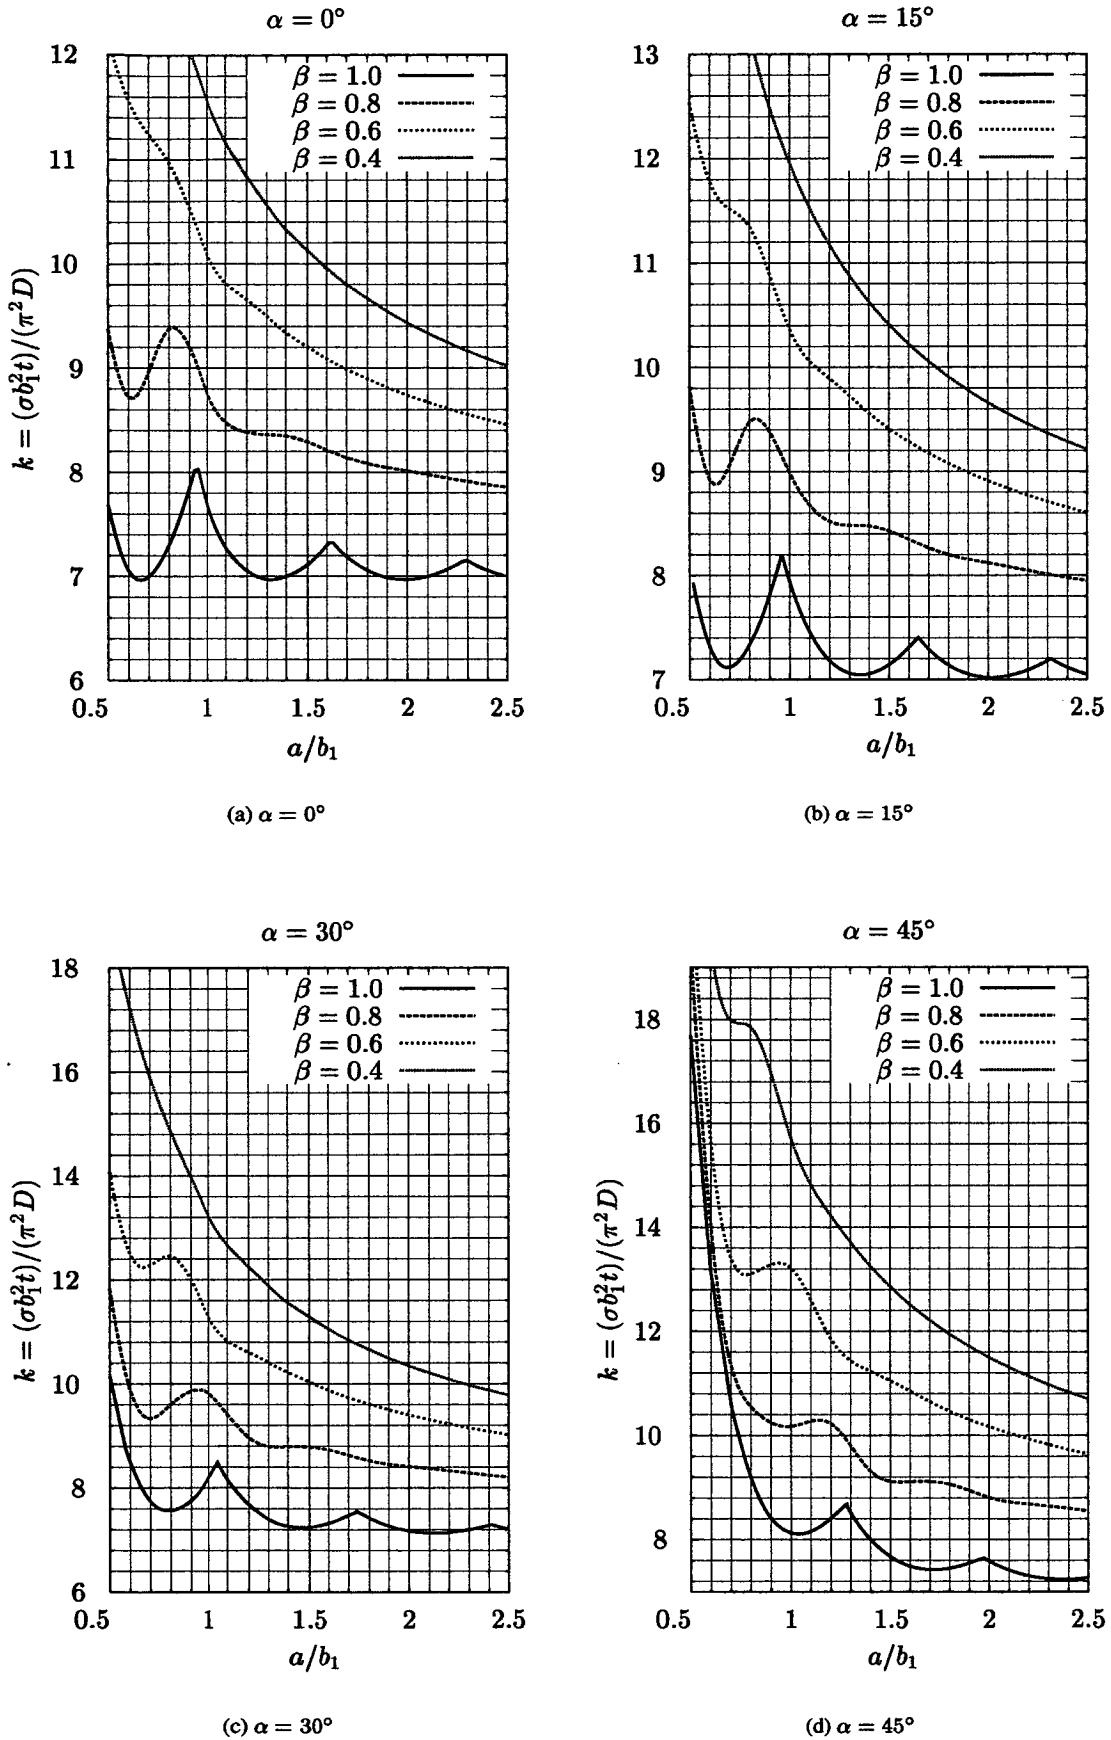 α = 0°
12
11
10
9
8
7
6
k = (σb₁²t)/(π²D)
β = 1.0
β = 0.8
β = 0.6
β = 0.4
0.5 1 1.5 2 2.5
a/b₁
(a) α = 0°
α = 15°
13
12
11
10
9
8
7
k = (σb₁²t)/(π²D)
β = 1.0
β = 0.8
β = 0.6
β = 0.4
0.5 1 1.5 2 2.5
a/b₁
(b) α = 15°
α = 30°
18
16
14
12
10
8
6
k = (σb₁²t)/(π²D)
β = 1.0
β = 0.8
β = 0.6
β = 0.4
0.5 1 1.5 2 2.5
a/b₁
(c) α = 30°
α = 45°
18
16
14
12
10
8
k = (σb₁²t)/(π²D)
β = 1.0
β = 0.8
β = 0.6
β = 0.4
0.5 1 1.5 2 2.5
a/b₁
(d) α = 45°